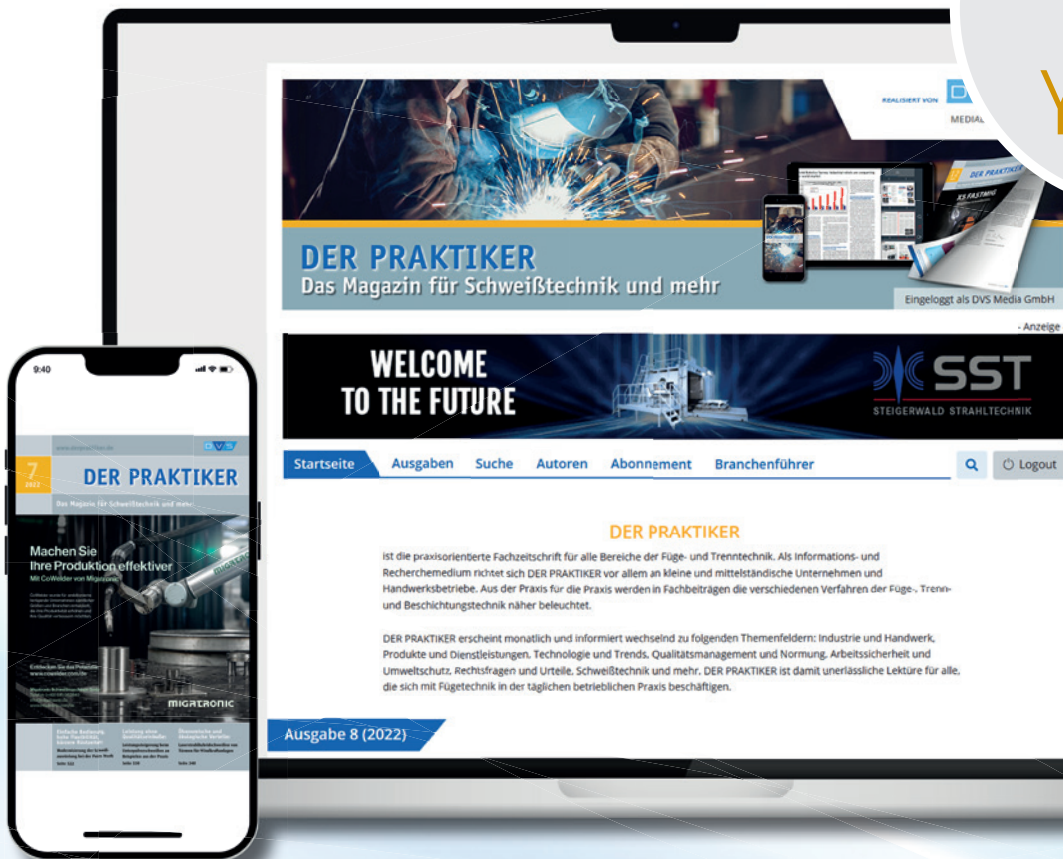 REALISIERT VON
DER PRAKTIKER
Das Magazin für Schweißtechnik und mehr
Eingeloggt als DVS Media GmbH
- Anzeige
WELCOME
TO THE FUTURE
SST
STEIGERWALD STRAHLTECHNIK
Startseite
Ausgaben
Suche
Autoren
Abonnement
Branchenführer
Logout
DER PRAKTIKER
ist die praxisorientierte Fachzeitschrift für alle Bereiche der Füge- und Trenntechnik. Als Informations- und
Recherchemedium richtet sich DER PRAKTIKER vor allem an kleine und mittelständische Unternehmen und
Handwerksbetriebe. Aus der Praxis für die Praxis werden in Fachbeiträgen die verschiedenen Verfahren der Füge-, Trenn-
und Beschichtungstechnik näher beleuchtet.
DER PRAKTIKER erscheint monatlich und informiert wechselnd zu folgenden Themenfeldern: Industrie und Handwerk,
Produkte und Dienstleistungen, Technologie und Trends, Qualitätsmanagement und Normung, Arbeitssicherheit und
Umweltschutz, Rechtsfragen und Urteile, Schweißtechnik und mehr. DER PRAKTIKER ist damit unerlässliche Lektüre für alle,
die sich mit Fügetechnik in der täglichen betrieblichen Praxis beschäftigen.
Ausgabe 8 (2022)
9:40
DVS
7
2022
DER PRAKTIKER
Das Magazin für Schweißtechnik und mehr
Machen Sie
Ihre Produktion effektiver
Mit CoWelder von Migatronic
Entdecken Sie das Potenzial
www.cowelder.com/de
MIGATRONIC